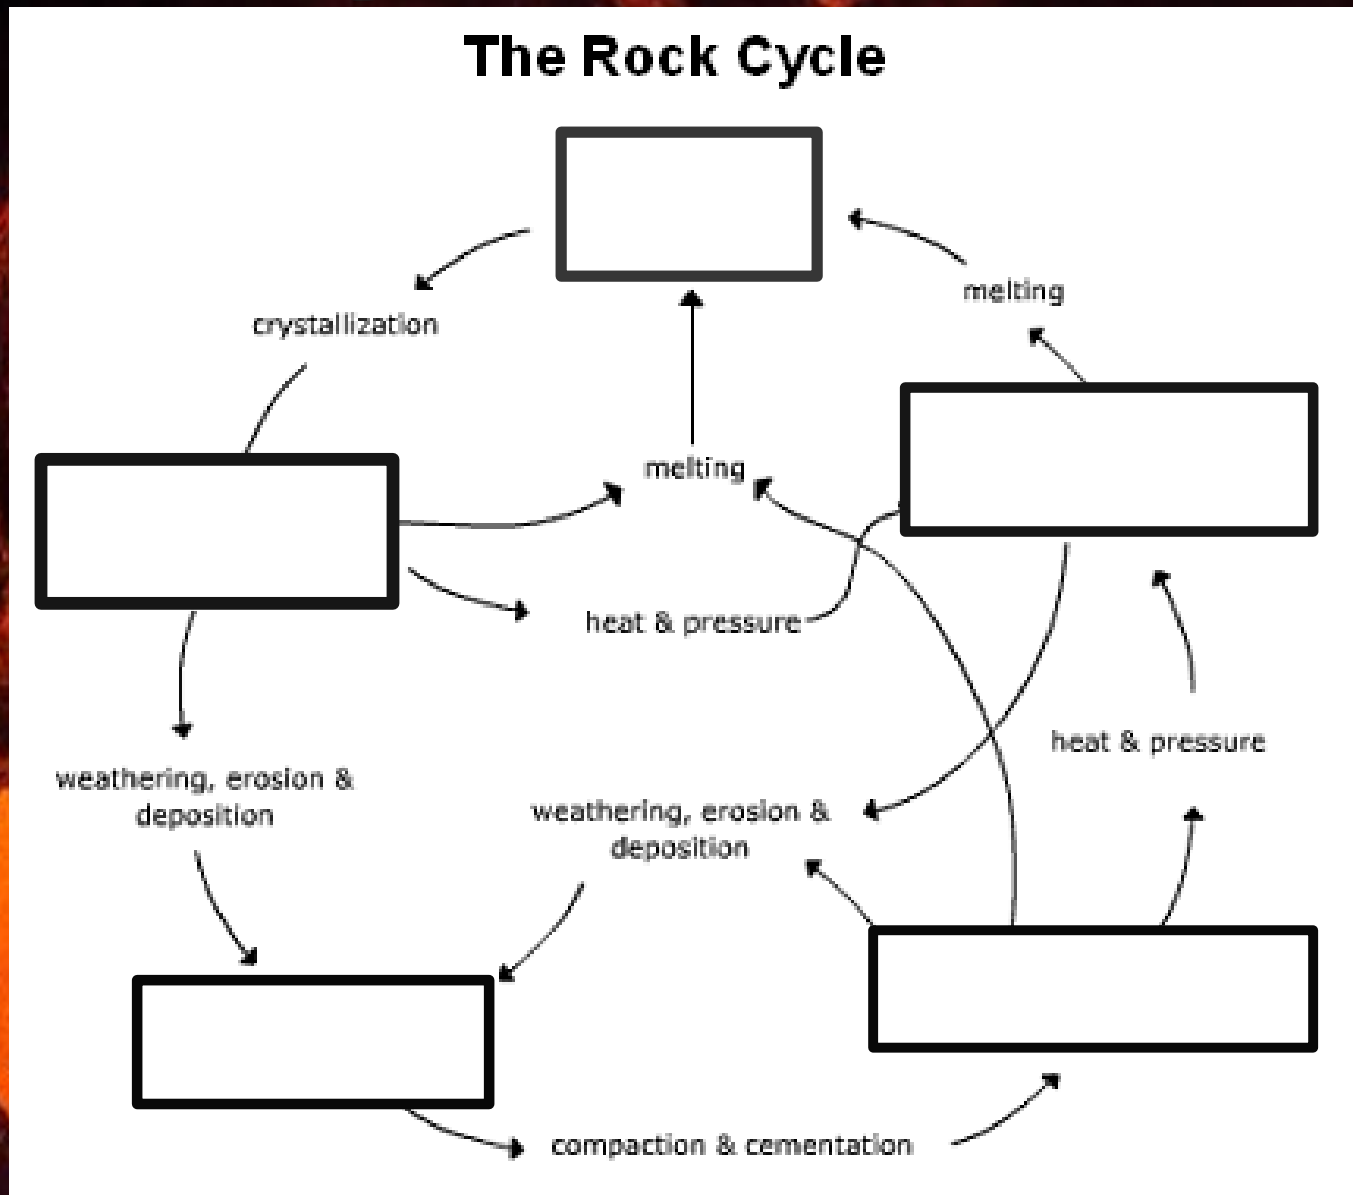 The Rock Cycle
melting
crystallization
melting
heat & pressure
heat & pressure
weathering, erosion &
deposition
weathering, erosion &
deposition
compaction & cementation